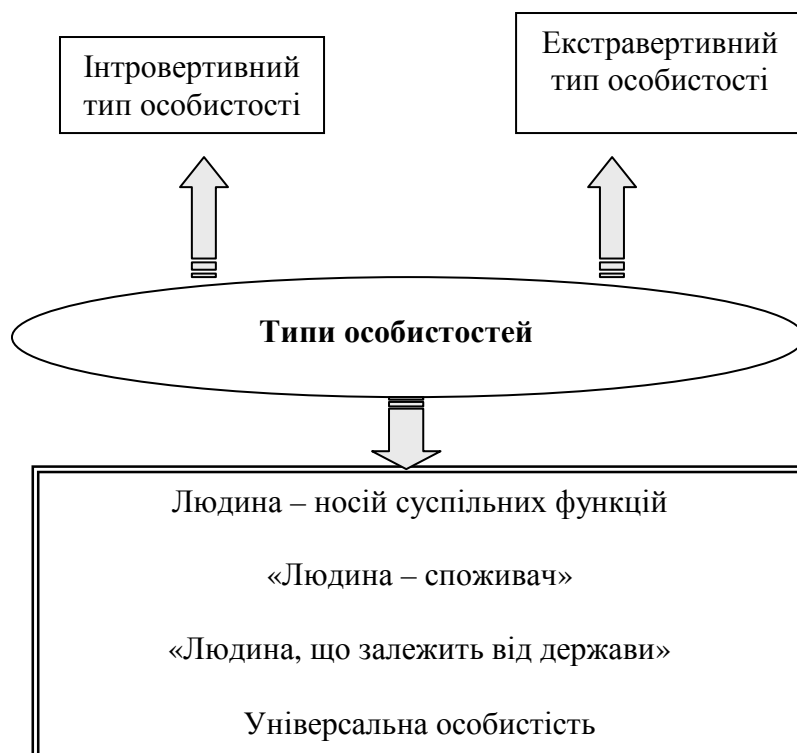 Інтровертивний
тип особистості
Екстравертивний
тип особистості
Типи особистостей
Людина – носій суспільних функцій
«Людина – споживач»
«Людина, що залежить від держави»
Універсальна особистість